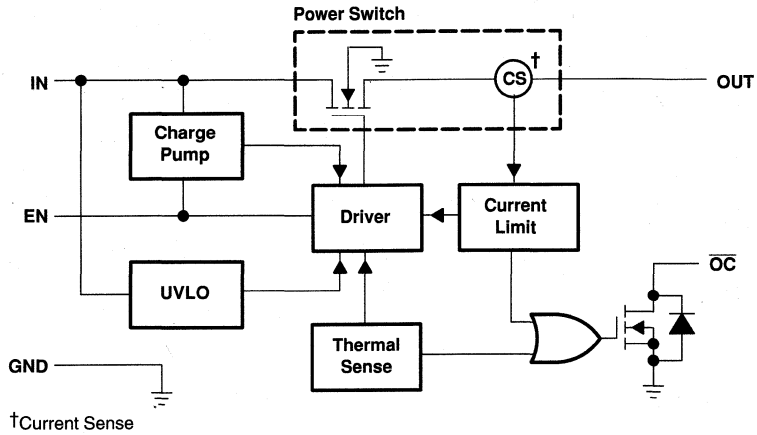 Power Switch
†
IN
CS
OUT
Charge
Pump
EN
Driver
Current
Limit
OC
UVLO
Thermal
Sense
GND
†Current Sense